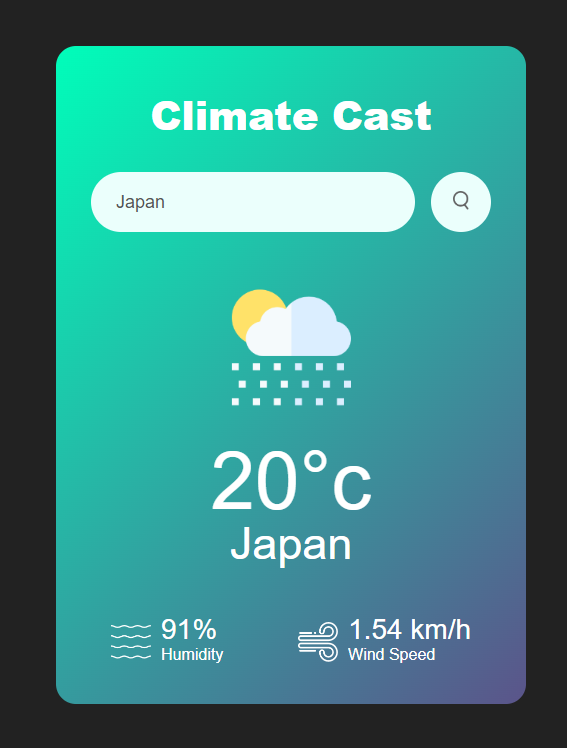 Climate Cast
Japan
20°c
Japan
91%
Humidity
1.54 km/h
Wind Speed